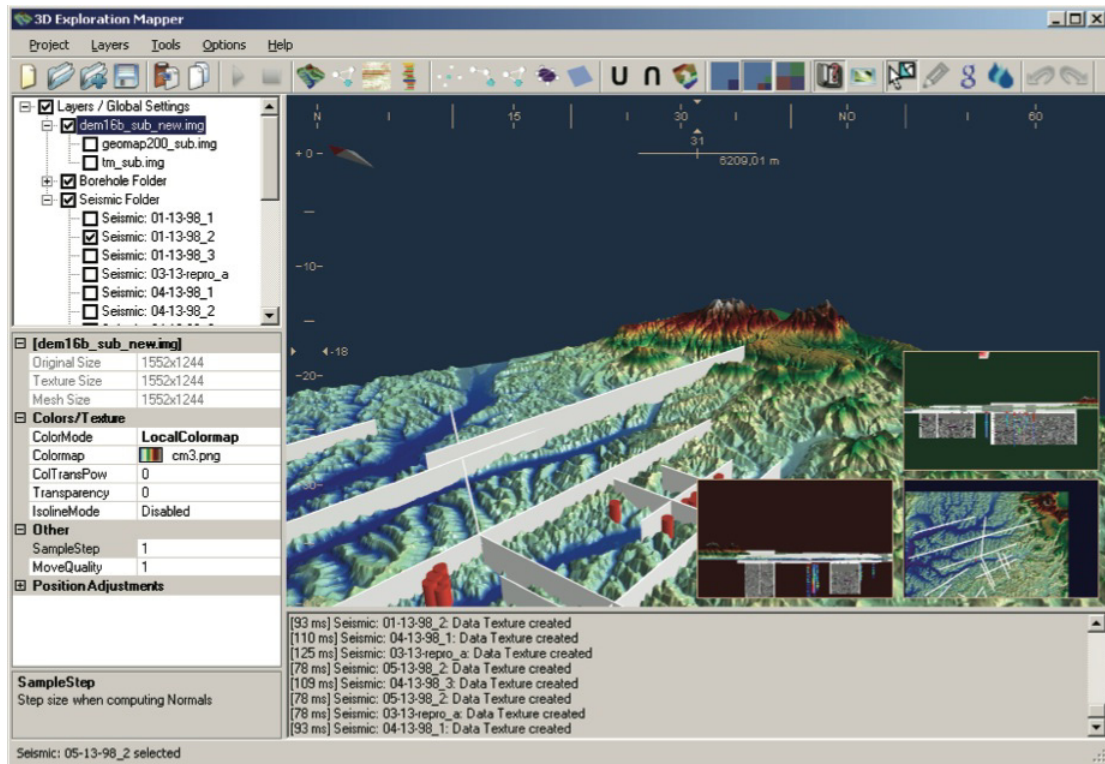 3D Exploration Mapper
Project Layers Tools Options Help
Layers / Global Settings
dem16b_sub_new.img
geomap200_sub.img
tm_sub.img
Borehole Folder
Seismic Folder
Seismic: 01-13-98_1
Seismic: 01-13-98_2
Seismic: 01-13-98_3
Seismic: 03-13-repro_a
Seismic: 04-13-98_1
Seismic: 04-13-98_2
[dem16b_sub_new.img]
Original Size 1552x1244
Texture Size 1552x1244
Mesh Size 1552x1244
Colors/Texture
ColorMode LocalColormap
Colormap cm3.png
ColTransPow 0
Transparency 0
IsolineMode Disabled
Other
SampleStep 1
MoveQuality 1
Position Adjustments
SampleStep
Step size when computing Normals
N I 15 I 30 I NO I 60
31
6209,01 m
+ 0
-10
-18
-20
[93 ms] Seismic: 01-13-98_2: Data Texture created
[110 ms] Seismic: 04-13-98_1: Data Texture created
[125 ms] Seismic: 03-13-repro_a: Data Texture created
[78 ms] Seismic: 05-13-98_2: Data Texture created
[109 ms] Seismic: 04-13-98_3: Data Texture created
[78 ms] Seismic: 05-13-98_2: Data Texture created
[78 ms] Seismic: 03-13-repro_a: Data Texture created
[93 ms] Seismic: 04-13-98_1: Data Texture created
Seismic: 05-13-98_2 selected